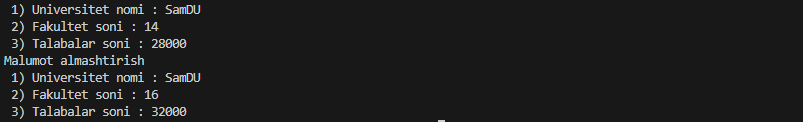 1) Universitet nomi : SamDU
2) Fakultet soni : 14
3) Talabalar soni : 28000
Malumot almashtirish
1) Universitet nomi : SamDU
2) Fakultet soni : 16
3) Talabalar soni : 32000